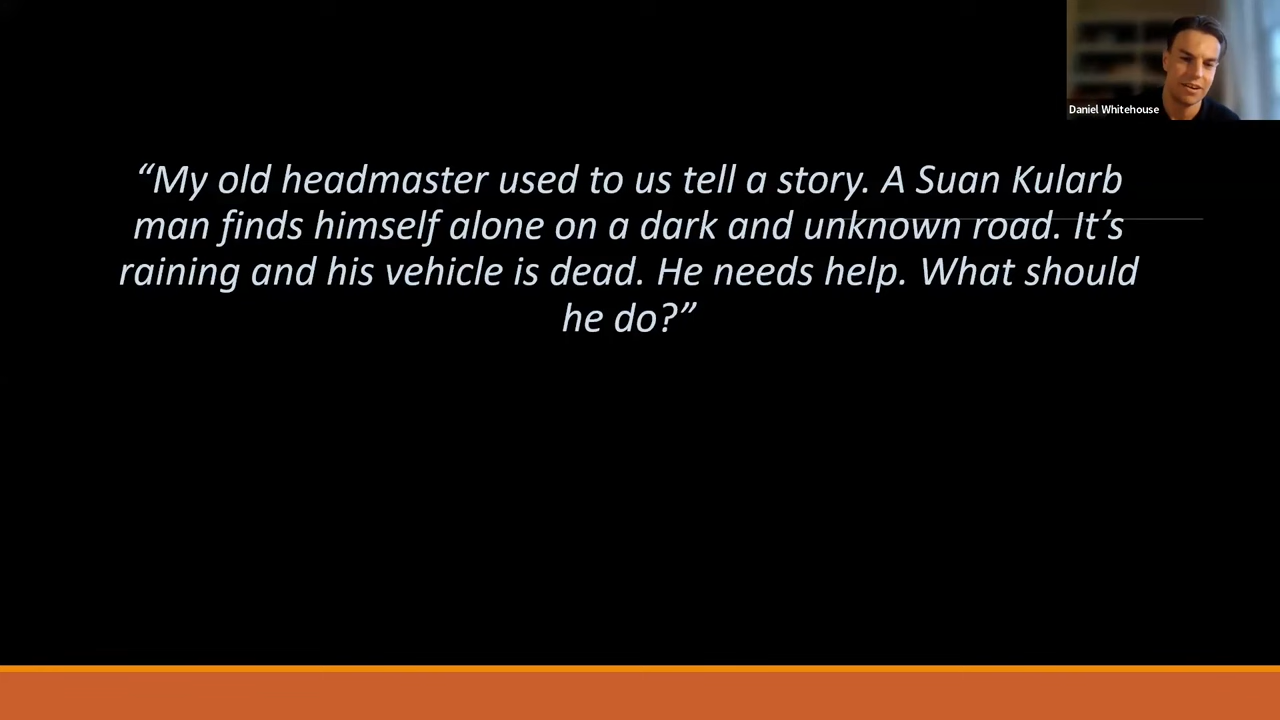 Daniel Whitehouse
“My old headmaster used to us tell a story. A Suan Kularb
man finds himself alone on a dark and unknown road. It’s
raining and his vehicle is dead. He needs help. What should
he do?”